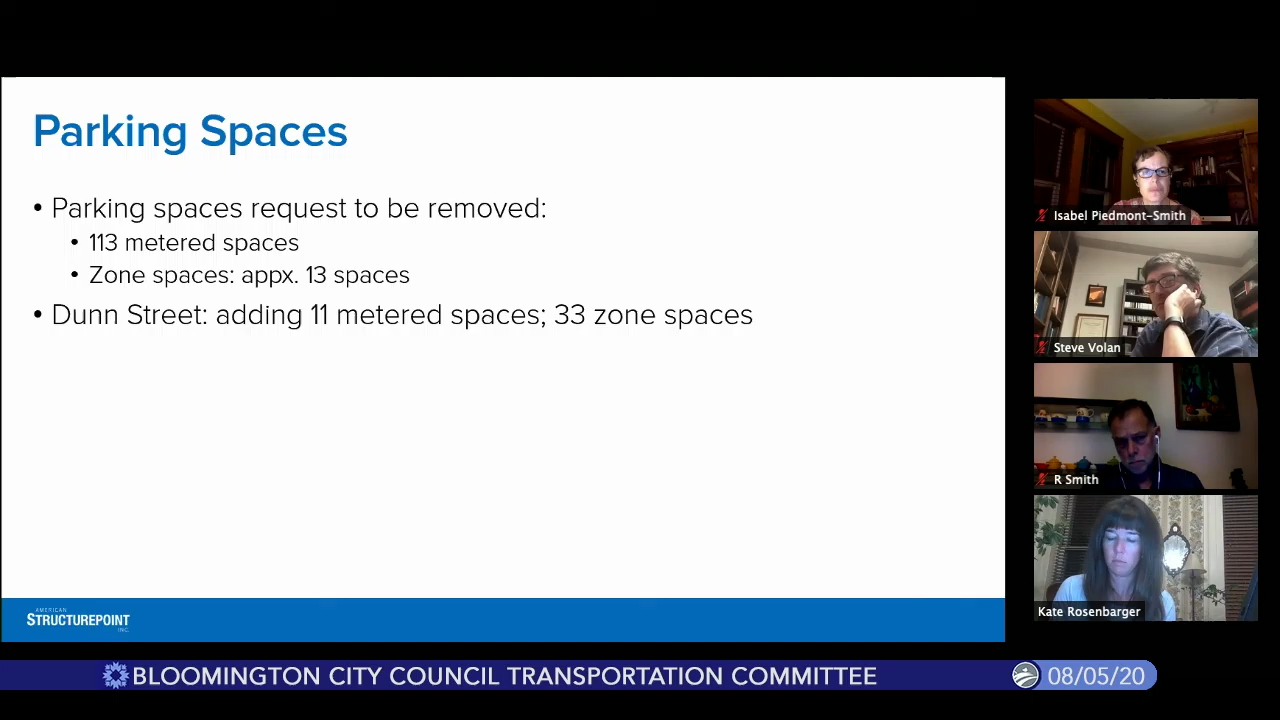 Parking Spaces
• Parking spaces request to be removed:
• 113 metered spaces
• Zone spaces: appx. 13 spaces
• Dunn Street: adding 11 metered spaces; 33 zone spaces
AMERICAN
STRUCTUREPOINT
INC.
Isabel Piedmont-Smith
Steve Volan
R Smith
Kate Rosenbarger
BLOOMINGTON CITY COUNCIL TRANSPORTATION COMMITTEE
08/05/20